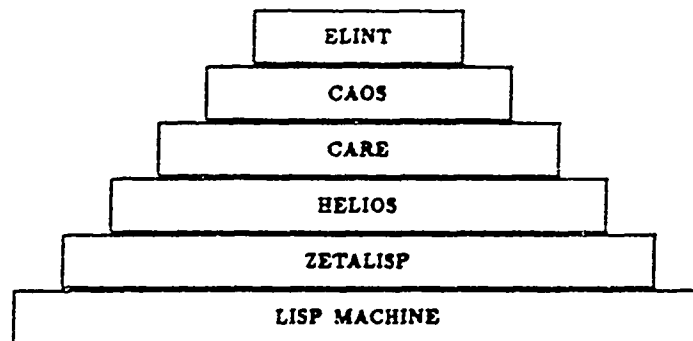 ELINT
CAOS
CARE
HELIOS
ZETALISP
LISP MACHINE